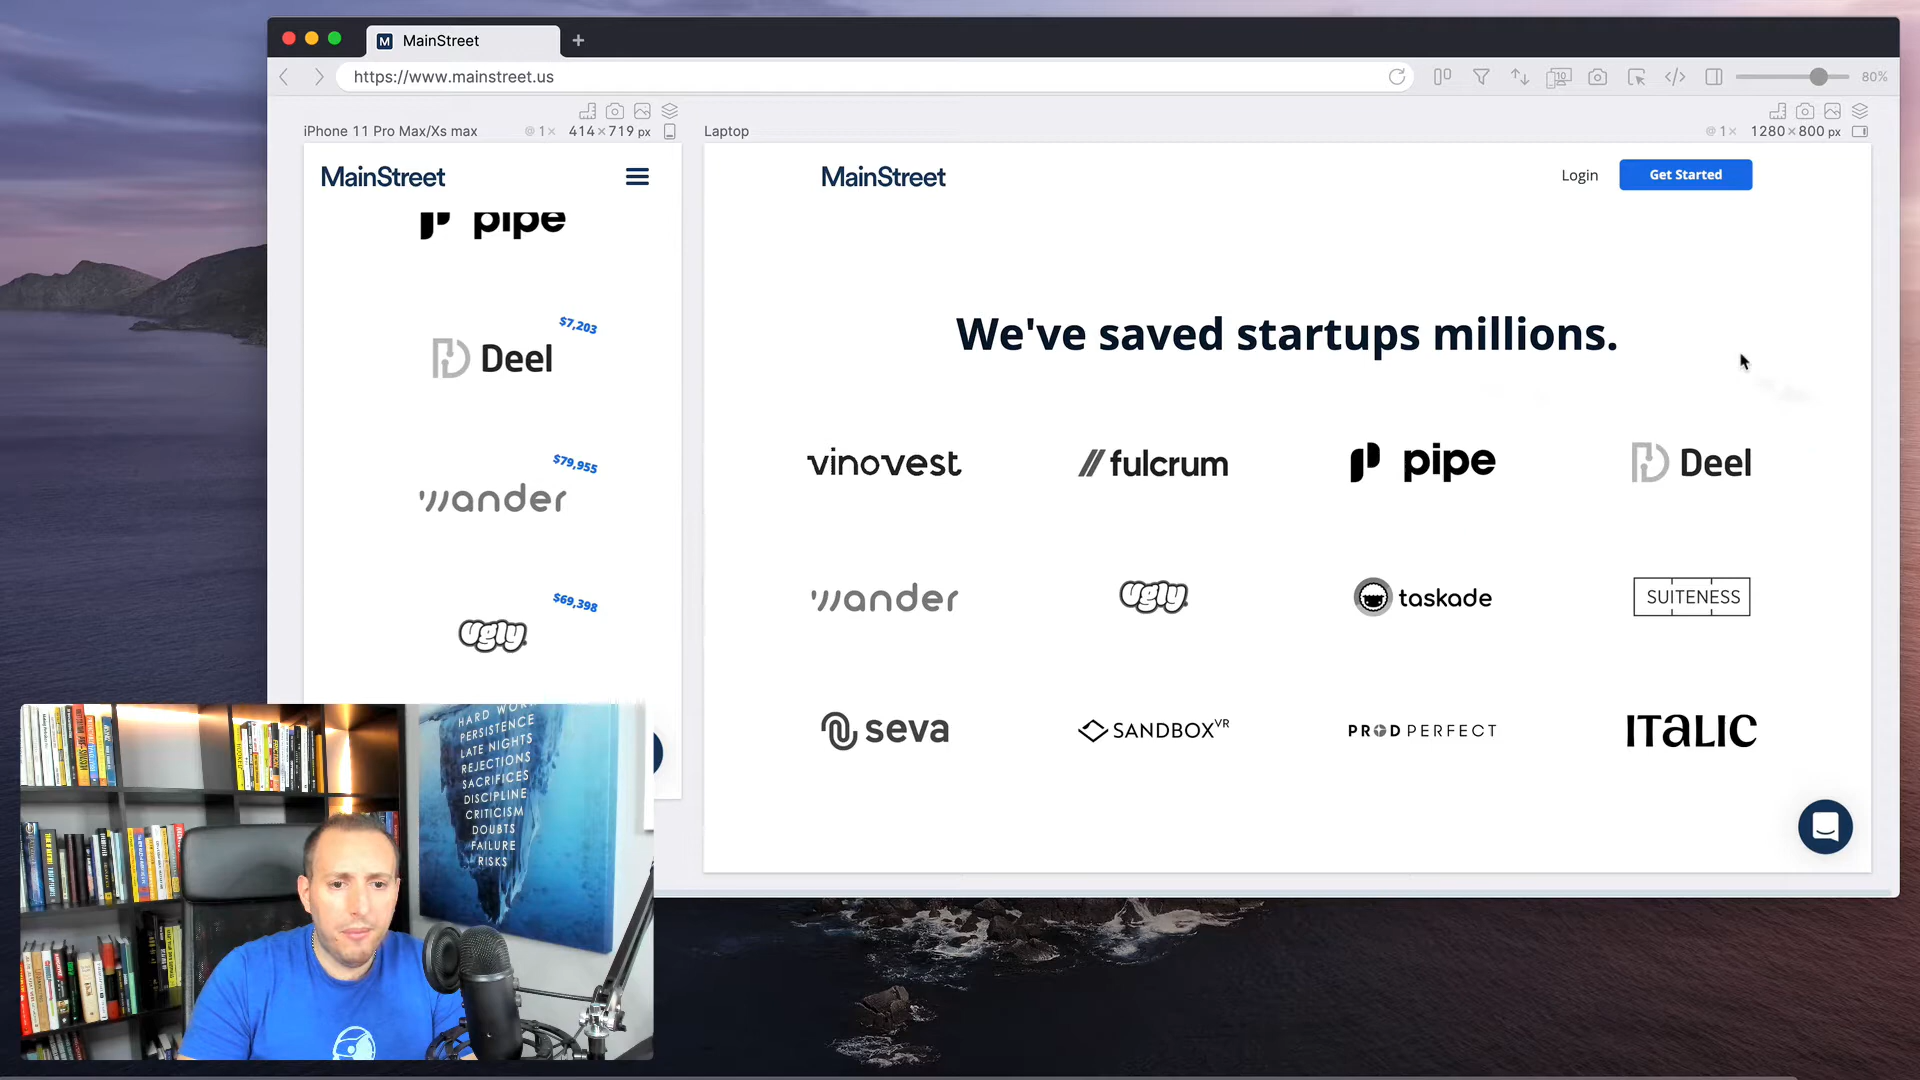 MainStreet
https://www.mainstreet.us
80%
iPhone 11 Pro Max/Xs max
@ 1×
414×719 px
Laptop
@ 1×
1280×800 px
MainStreet
pipe
$7,203
Deel
$79,955
wander
$69,398
ugly
MainStreet
Login
Get Started
We've saved startups millions.
vinovest
fulcrum
pipe
Deel
wander
ugly
taskade
SUITENESS
seva
SANDBOX VR
PRODPERFECT
ITALIC
HARD WORK
PERSISTENCE
LATE NIGHTS
REJECTIONS
SACRIFICES
DISCIPLINE
CRITICISM
DOUBTS
FAILURE
RISKS